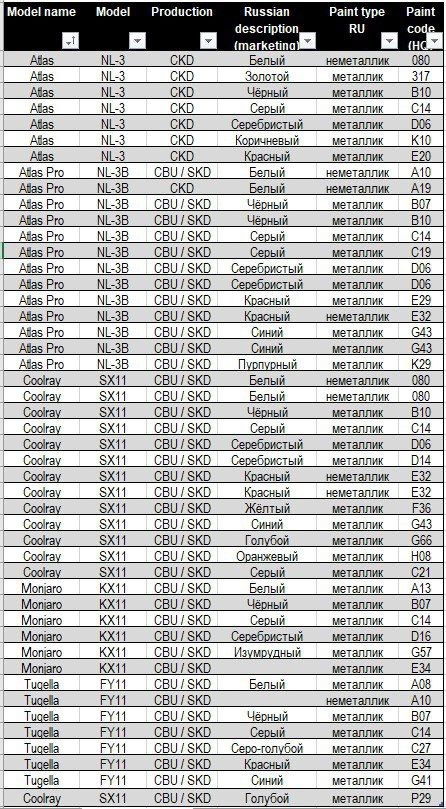 Model name Model Production Russian description (marketing) Paint type RU Paint code (HQ)
Atlas NL-3 CKD Белый неметаллик 080
Atlas NL-3 CKD Золотой металлик 317
Atlas NL-3 CKD Чёрный металлик B10
Atlas NL-3 CKD Серый металлик C14
Atlas NL-3 CKD Серебристый металлик D06
Atlas NL-3 CKD Коричневый металлик K10
Atlas NL-3 CKD Красный металлик E20
Atlas Pro NL-3B CBU / SKD Белый неметаллик A10
Atlas Pro NL-3B CKD Белый неметаллик A19
Atlas Pro NL-3B CBU / SKD Чёрный металлик B07
Atlas Pro NL-3B CBU / SKD Чёрный металлик B10
Atlas Pro NL-3B CBU / SKD Серый металлик C14
Atlas Pro NL-3B CBU / SKD Серый металлик C19
Atlas Pro NL-3B CBU / SKD Серебристый металлик D06
Atlas Pro NL-3B CBU / SKD Серебристый металлик D06
Atlas Pro NL-3B CBU / SKD Красный металлик E29
Atlas Pro NL-3B CBU / SKD Красный неметаллик E32
Atlas Pro NL-3B CBU / SKD Синий металлик G43
Atlas Pro NL-3B CBU / SKD Синий металлик G43
Atlas Pro NL-3B CBU / SKD Пурпурный металлик K29
Coolray SX11 CBU / SKD Белый неметаллик 080
Coolray SX11 CBU / SKD Белый неметаллик 080
Coolray SX11 CBU / SKD Чёрный металлик B10
Coolray SX11 CBU / SKD Серый металлик C14
Coolray SX11 CBU / SKD Серебристый металлик D06
Coolray SX11 CBU / SKD Серебристый металлик D14
Coolray SX11 CBU / SKD Красный неметаллик E32
Coolray SX11 CBU / SKD Красный неметаллик E32
Coolray SX11 CBU / SKD Жёлтый металлик F36
Coolray SX11 CBU / SKD Синий металлик G43
Coolray SX11 CBU / SKD Голубой металлик G66
Coolray SX11 CBU / SKD Оранжевый металлик H08
Coolray SX11 CBU / SKD Серый металлик C21
Monjaro KX11 CBU / SKD Белый металлик A13
Monjaro KX11 CBU / SKD Чёрный металлик B07
Monjaro KX11 CBU / SKD Серый металлик C14
Monjaro KX11 CBU / SKD Серебристый металлик D16
Monjaro KX11 CBU / SKD Изумрудный металлик G57
Monjaro KX11 CBU / SKD металлик E34
Tugella FY11 CBU / SKD Белый металлик A08
Tugella FY11 CBU / SKD неметаллик A10
Tugella FY11 CBU / SKD Чёрный металлик B07
Tugella FY11 CBU / SKD Серый металлик C14
Tugella FY11 CBU / SKD Серо-голубой металлик C27
Tugella FY11 CBU / SKD Красный металлик E34
Tugella FY11 CBU / SKD Синий металлик G41
Coolray SX11 CBU / SKD Голубой металлик P29